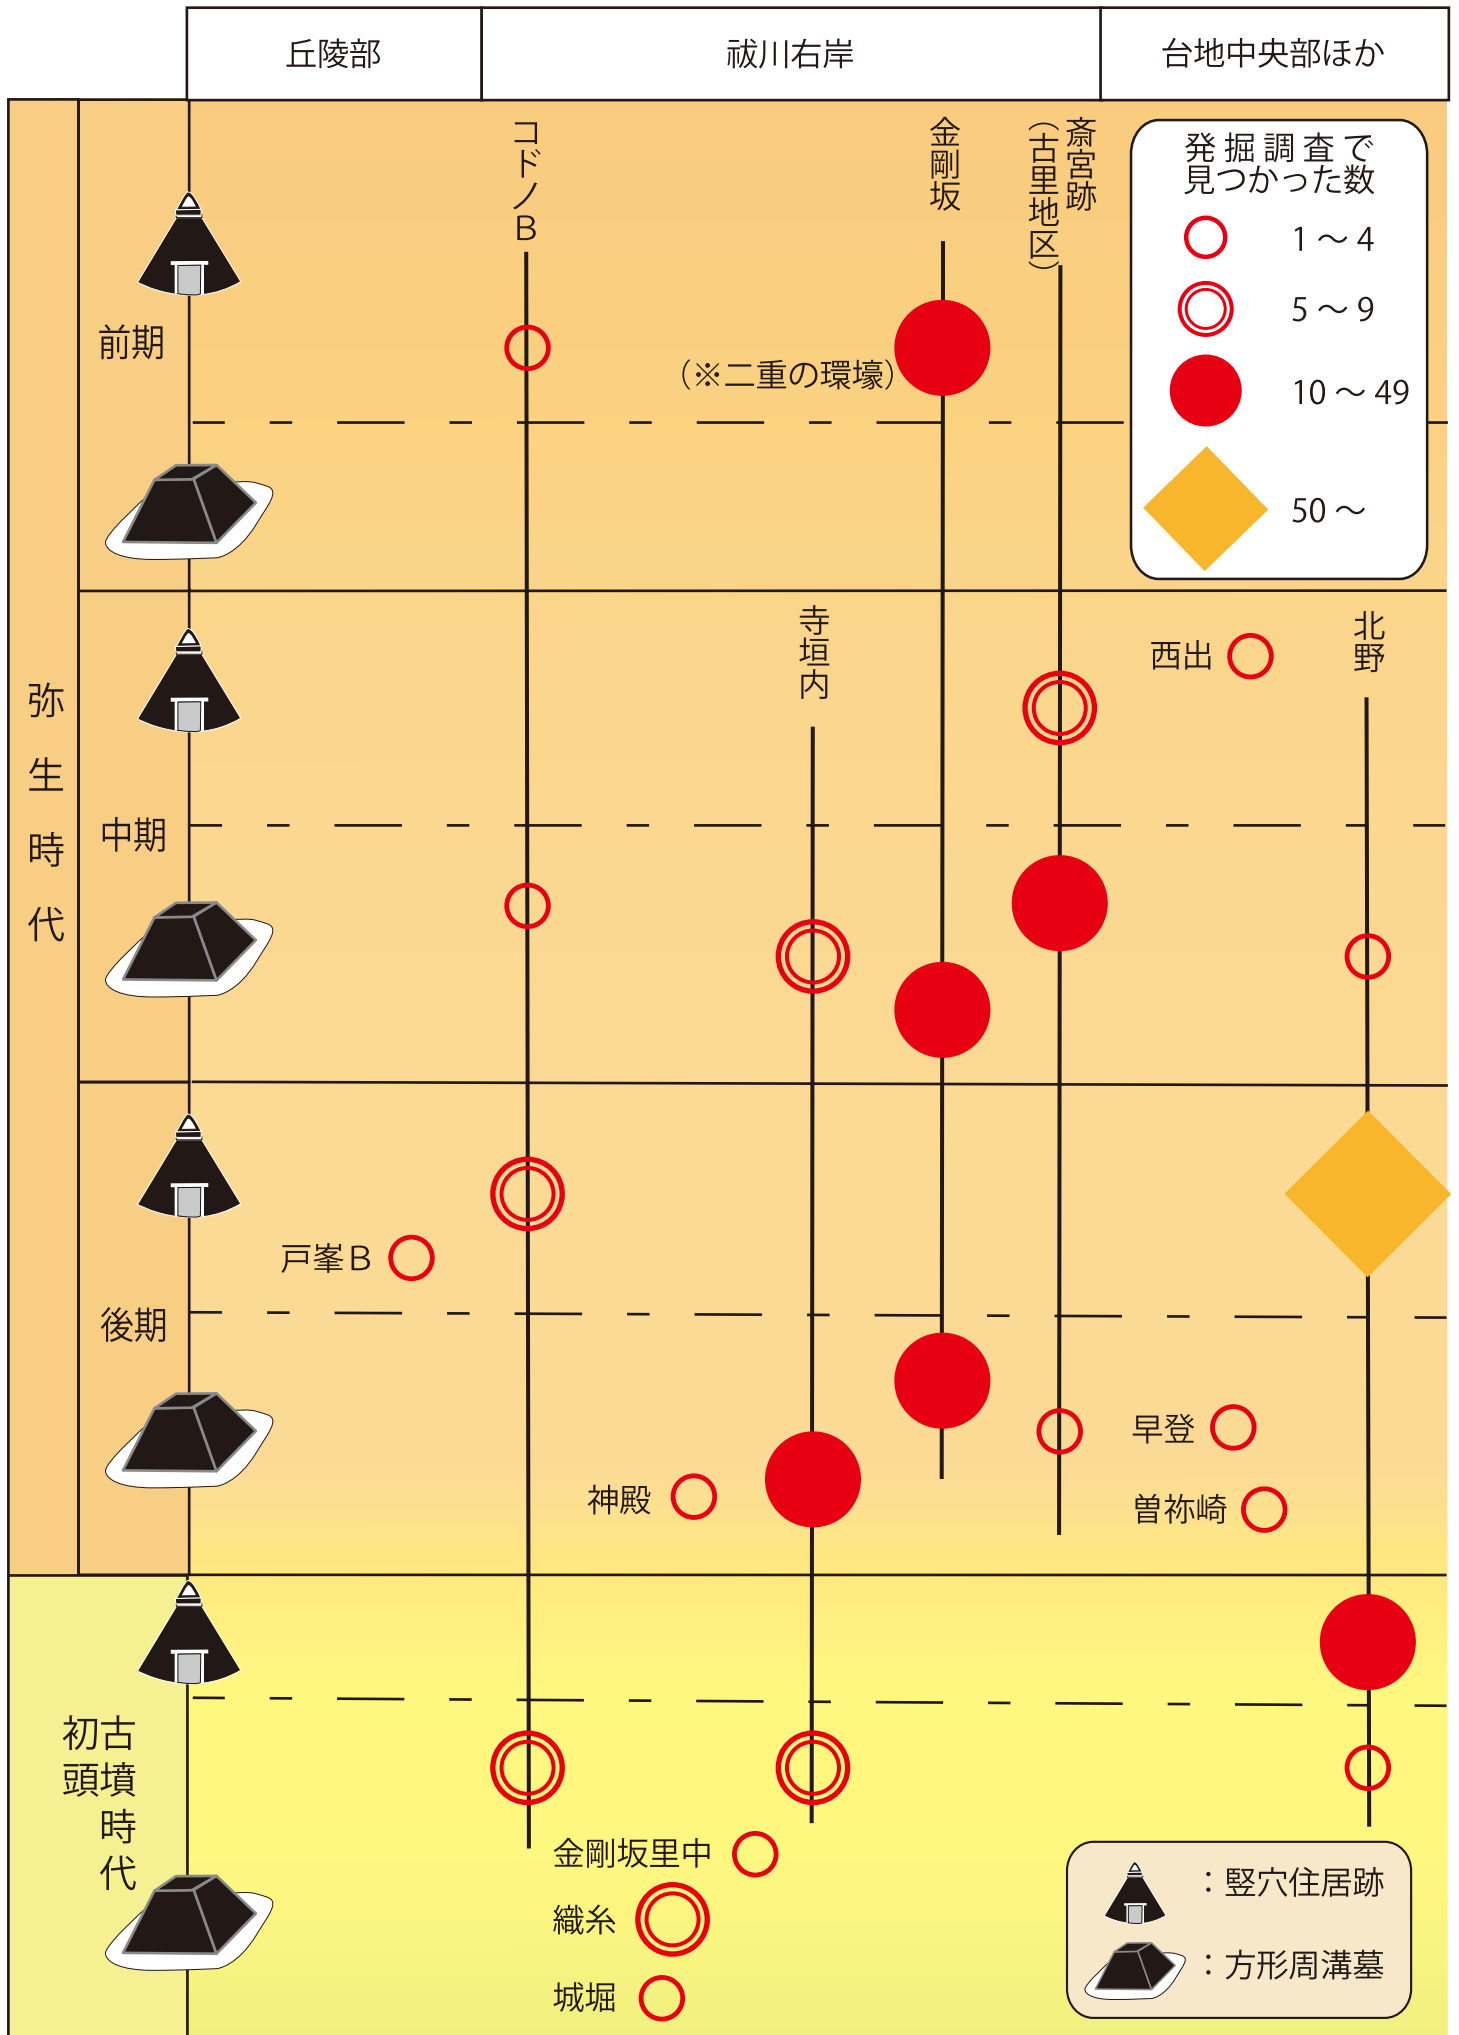 丘陵部
祓川右岸
台地中央部ほか
コドノB
金剛坂
斎宮跡
（古里地区）
発掘調査で
見つかった数
1～4
5～9
10～49
50～
前期
（※二重の環壕）
弥生時代
寺垣内
西出
北野
中期
戸峯B
後期
早登
神殿
曽祢崎
古墳時代
初頭
金剛坂里中
織糸
城堀
：竪穴住居跡
：方形周溝墓